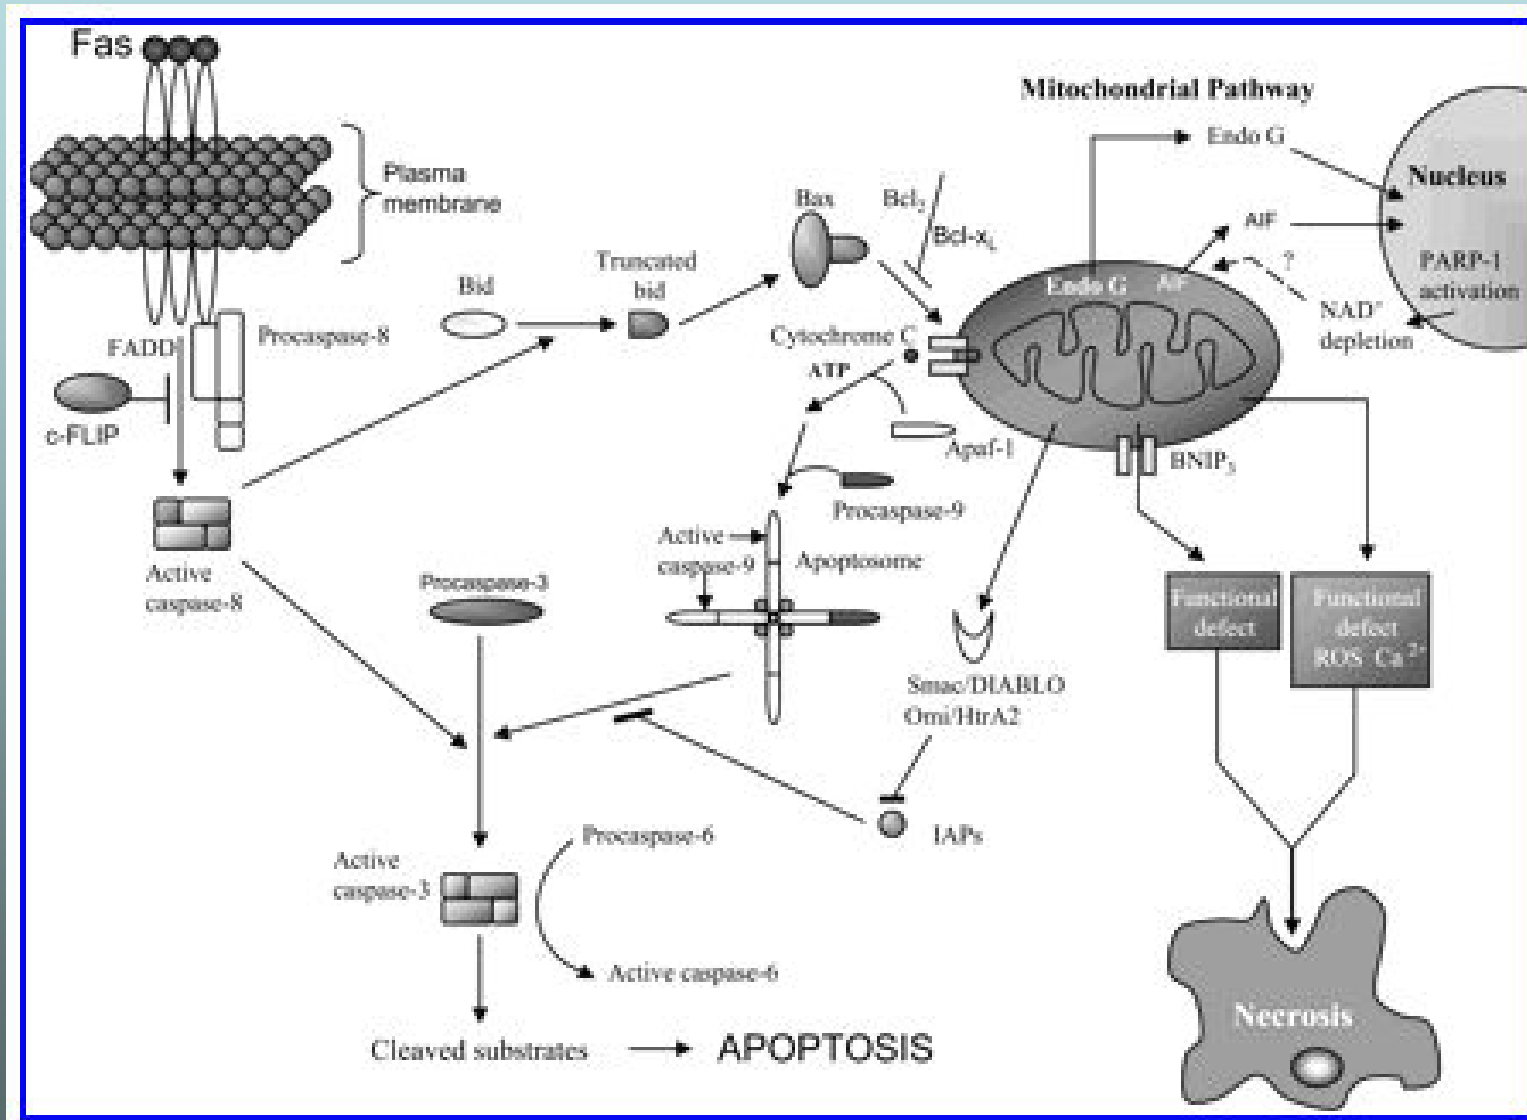 Fas
Plasma
membrane
FADD
Procaspase-8
c-FLIP
Active
caspase-8
Bid
Truncated
bid
Bax
Bcl₂
Bcl-xL
Mitochondrial Pathway
Endo G
Nucleus
AIF
?
PARP-1
activation
NAD⁺
depletion
Endo G
AIF
Cytochrome C
ATP
Apaf-1
BNIP₃
Procaspase-9
Active
caspase-9
Apoptosome
Procaspase-3
Smac/DIABLO
Omi/HtrA2
IAPs
Functional
defect
Functional
defect
ROS Ca²⁺
Active
caspase-3
Procaspase-6
Active caspase-6
Cleaved substrates
APOPTOSIS
Necrosis